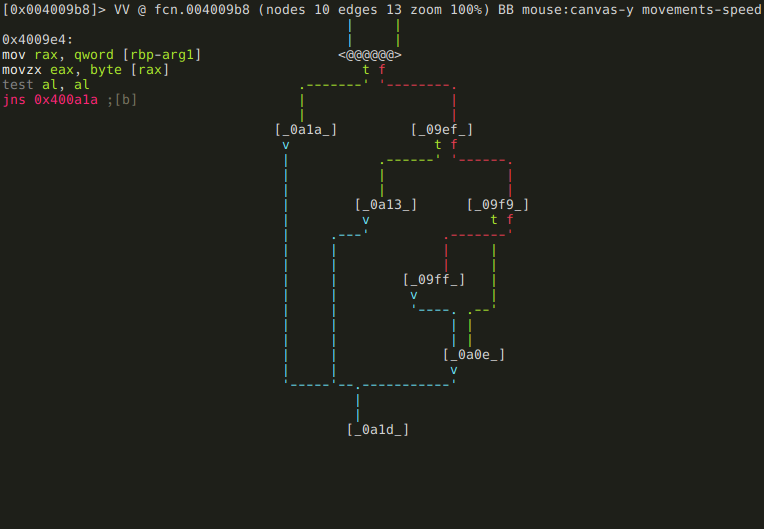 [0x004009b8]> VV @ fcn.004009b8 (nodes 10 edges 13 zoom 100%) BB mouse:canvas-y movements-speed
0x4009e4:
mov rax, qword [rbp-arg1]
<@@@@@@>
movzx eax, byte [rax]
t f
test al, al
jns 0x400a1a ;[b]
[_0a1a_] [_09ef_]
v t f
[_0a13_] [_09f9_]
v t f
[_09ff_]
v
[_0a0e_]
v
[_0a1d_]